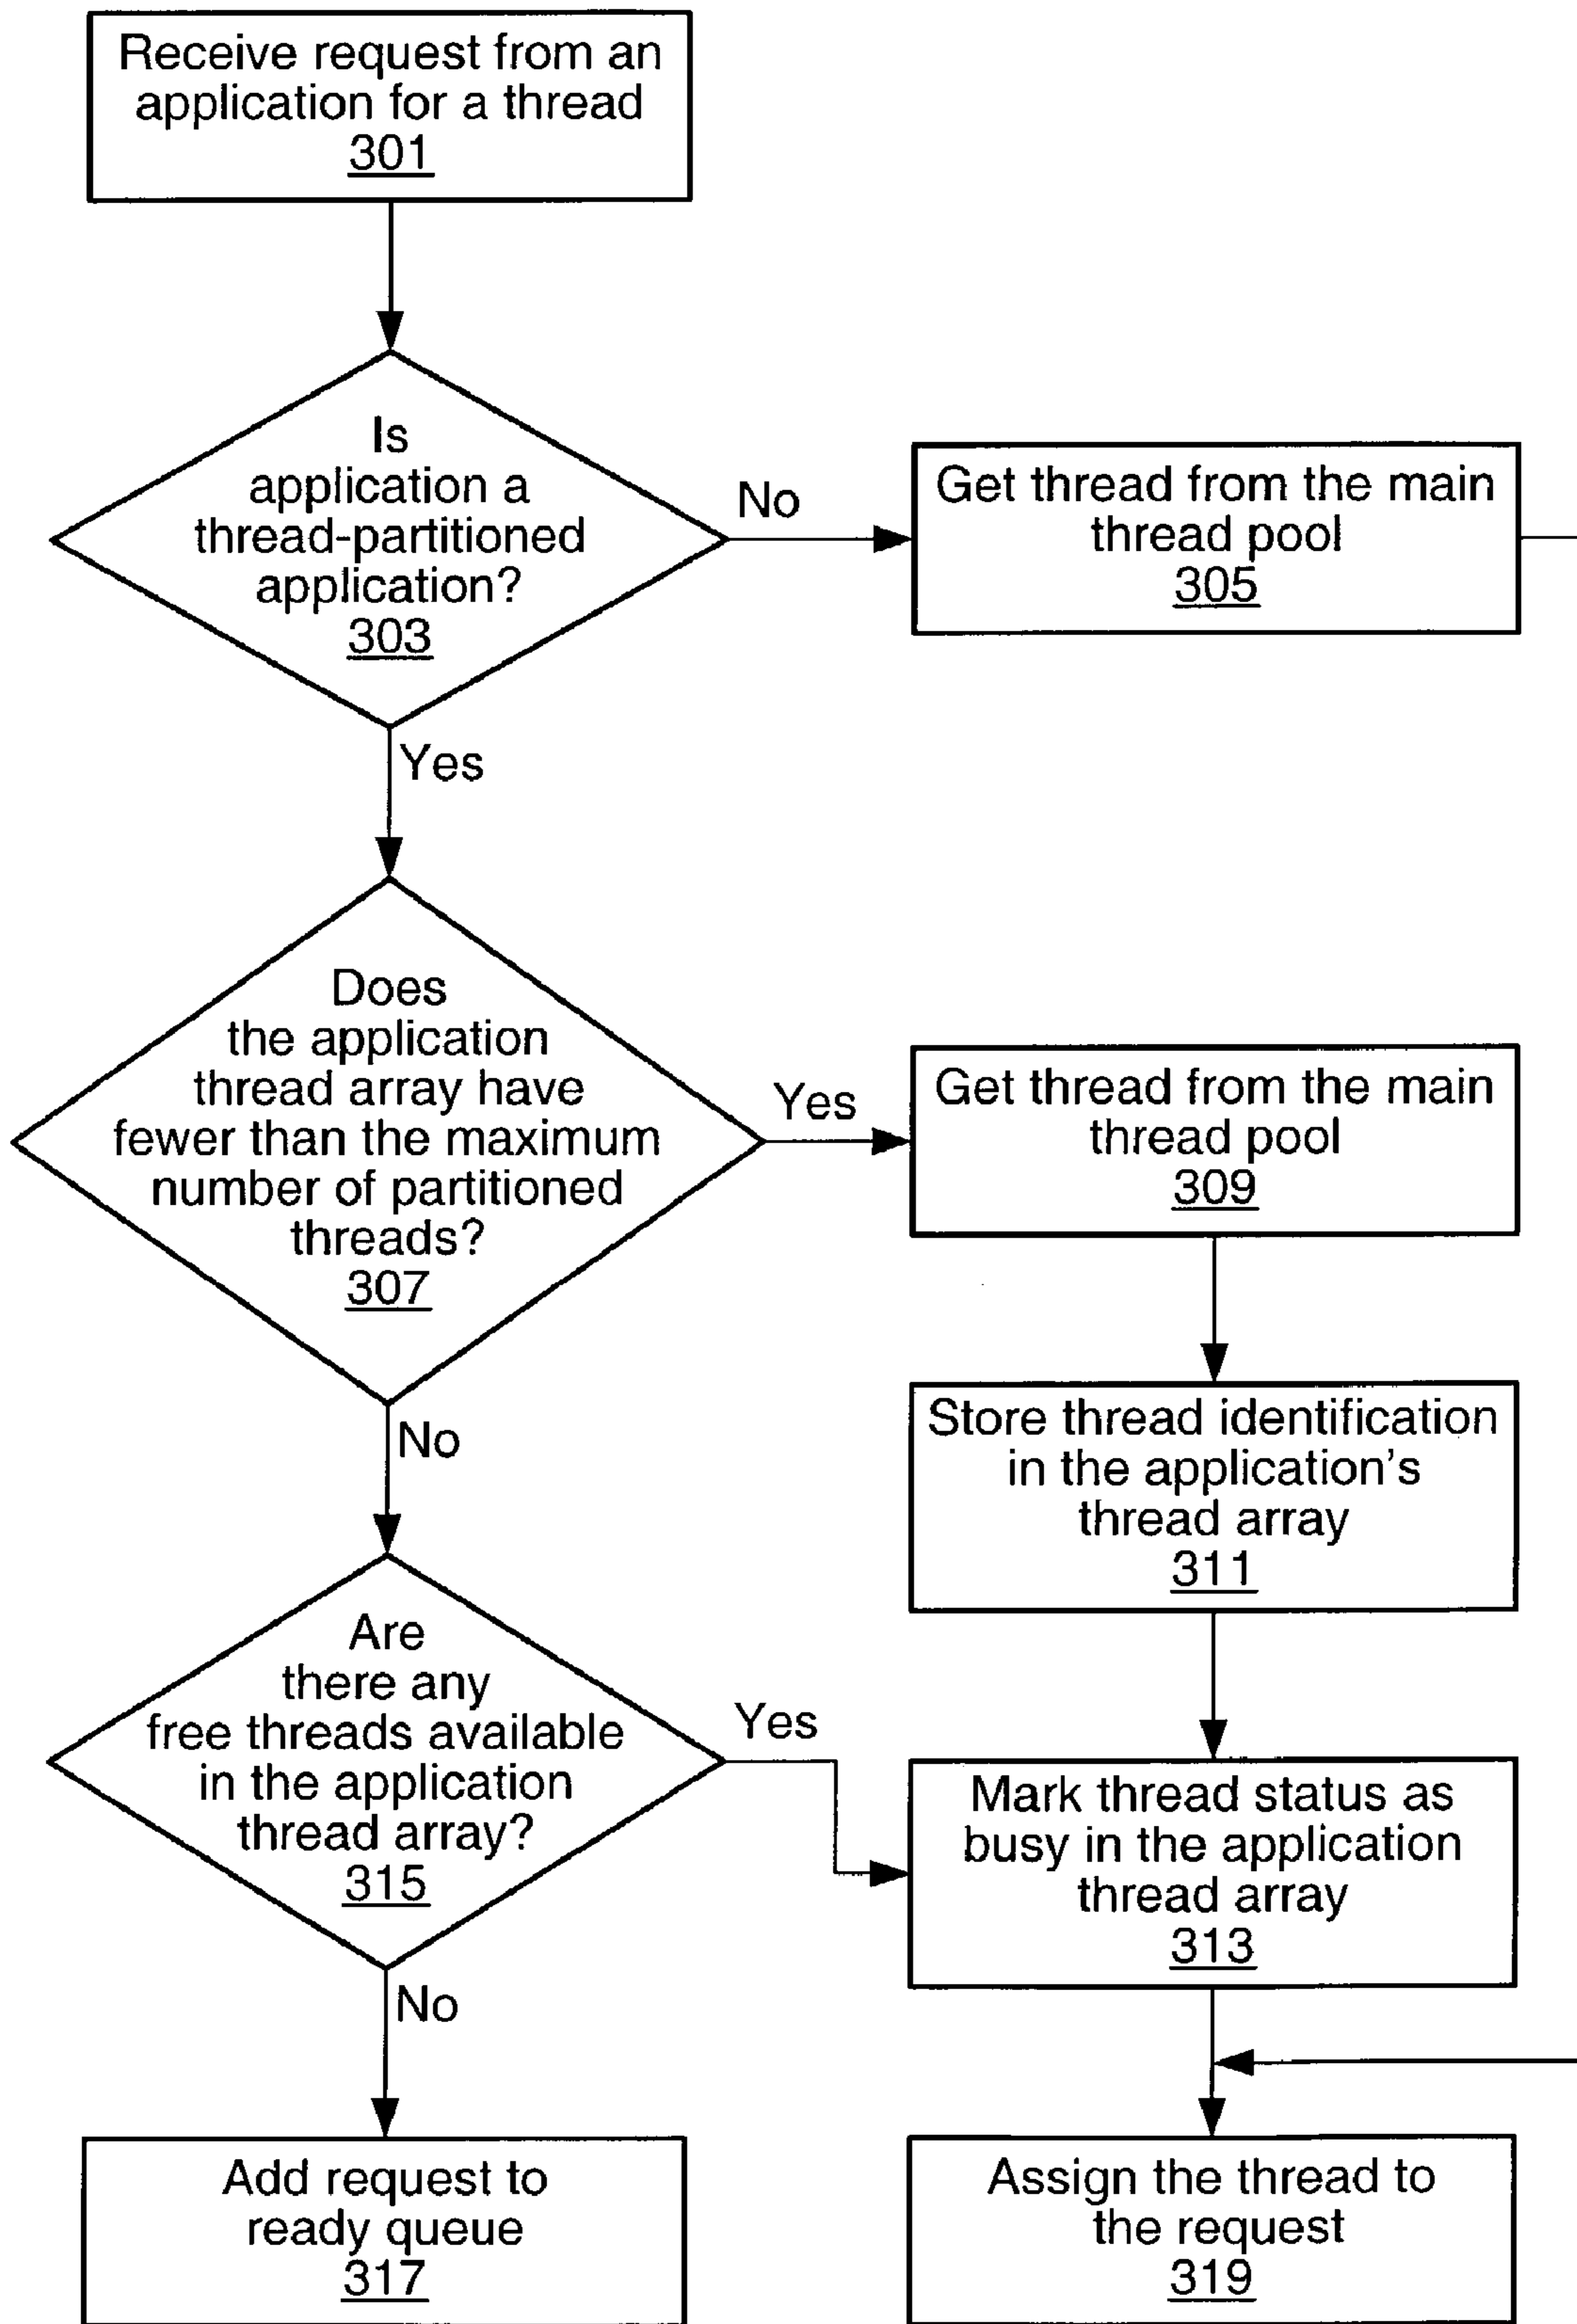 Receive request from an
application for a thread
301
Is
application a
thread-partitioned
application?
303
No
Get thread from the main
thread pool
305
Yes
Does
the application
thread array have
fewer than the maximum
number of partitioned
threads?
307
Yes
Get thread from the main
thread pool
309
No
Store thread identification
in the application's
thread array
311
Are
there any
free threads available
in the application
thread array?
315
Yes
Mark thread status as
busy in the application
thread array
313
No
Add request to
ready queue
317
Assign the thread to
the request
319